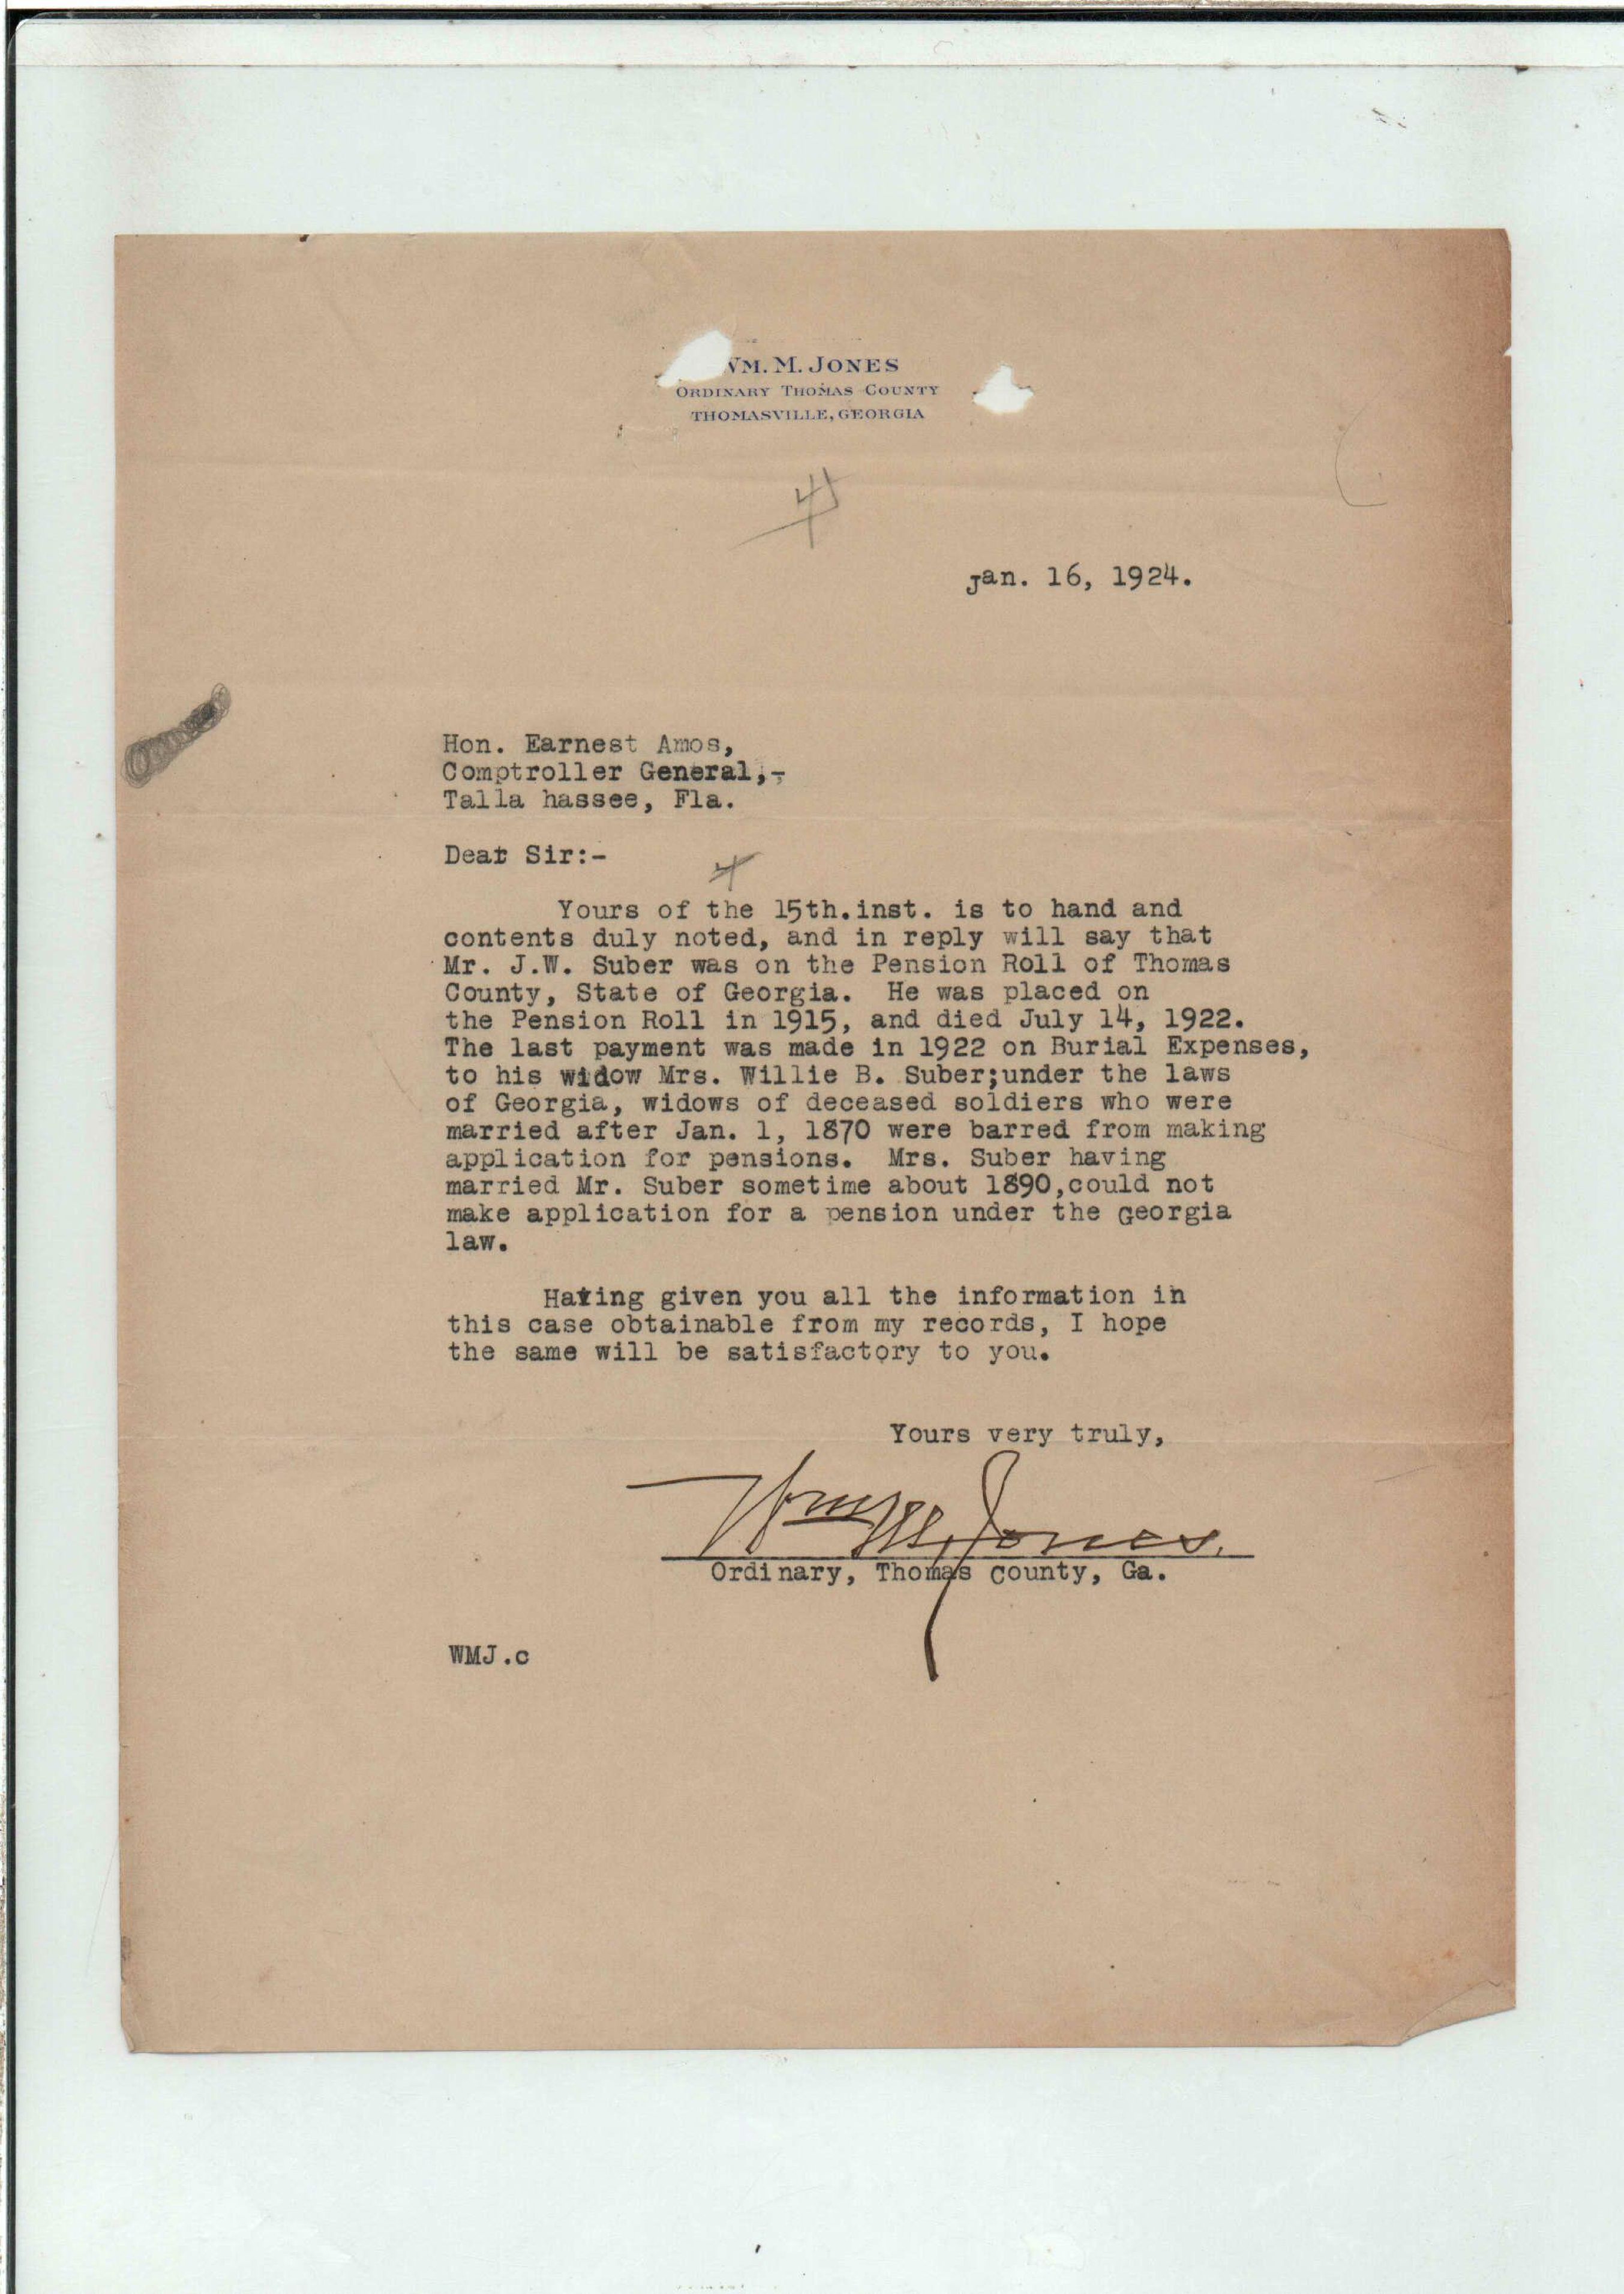 WM. M. JONES
ORDINARY THOMAS COUNTY
THOMASVILLE, GEORGIA
4
Jan. 16, 1924.
Hon. Earnest Amos,
Comptroller General,-
Talla hassee, Fla.
Dear Sir:-
Yours of the 15th.inst. is to hand and
contents duly noted, and in reply will say that
Mr. J.W. Suber was on the Pension Roll of Thomas
County, State of Georgia. He was placed on
the Pension Roll in 1915, and died July 14, 1922.
The last payment was made in 1922 on Burial Expenses,
to his widow Mrs. Willie B. Suber;under the laws
of Georgia, widows of deceased soldiers who were
married after Jan. 1, 1870 were barred from making
application for pensions. Mrs. Suber having
married Mr. Suber sometime about 1890,could not
make application for a pension under the Georgia
law.
Having given you all the information in
this case obtainable from my records, I hope
the same will be satisfactory to you.
Yours very truly,
Wm M. Jones.
Ordinary, Thomas County, Ga.
WMJ.c